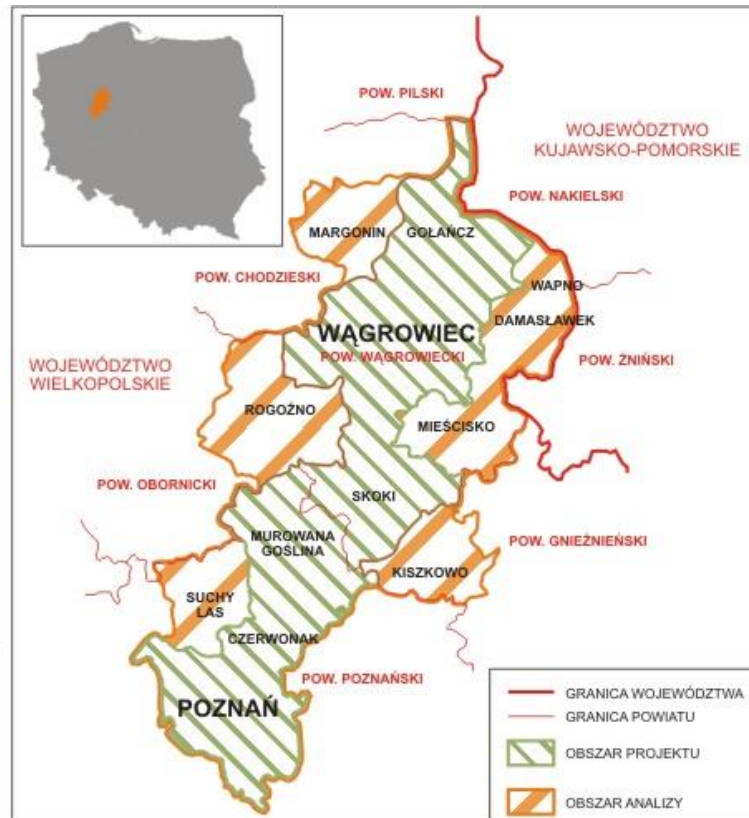 POW. PILSKI
WOJEWÓDZTWO
KUJAWSKO-POMORSKIE
POW. NAKIELSKI
MARGONIN
GOŁAŃCZ
POW. CHODZIESKI
WAPNO
DAMASŁAWEK
WĄGROWIEC
POW. WĄGROWIECKI
WOJEWÓDZTWO
WIELKOPOLSKIE
POW. ŻNIŃSKI
ROGOŹNO
MIEŚCISKO
POW. OBORNICKI
SKOKI
MUROWANA
GOŚLINA
POW. GNIEŹNIEŃSKI
KISZKOWO
SUCHY
LAS
CZERWONAK
POW. POZNAŃSKI
POZNAŃ
GRANICA WOJEWÓDZTWA
GRANICA POWIATU
OBSZAR PROJEKTU
OBSZAR ANALIZY